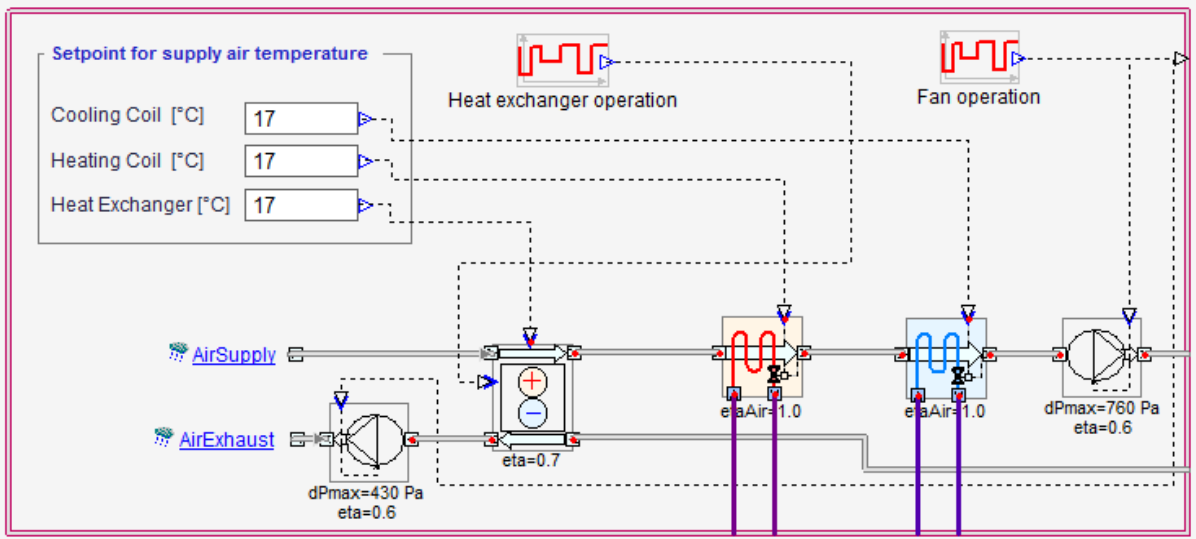 Setpoint for supply air temperature
Cooling Coil [°C] 17
Heating Coil [°C] 17
Heat Exchanger [°C] 17
Heat exchanger operation
Fan operation
AirSupply
AirExhaust
eta=0.7
etaAir=1.0
etaAir=1.0
dPmax=760 Pa
eta=0.6
dPmax=430 Pa
eta=0.6